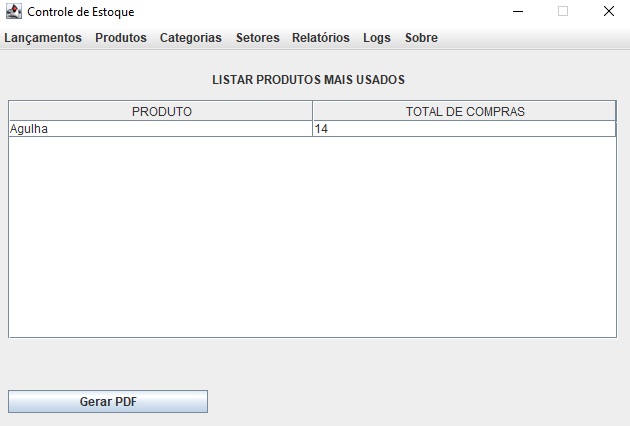 Controle de Estoque
Lançamentos Produtos Categorias Setores Relatórios Logs Sobre
LISTAR PRODUTOS MAIS USADOS
PRODUTO TOTAL DE COMPRAS
Agulha 14
Gerar PDF